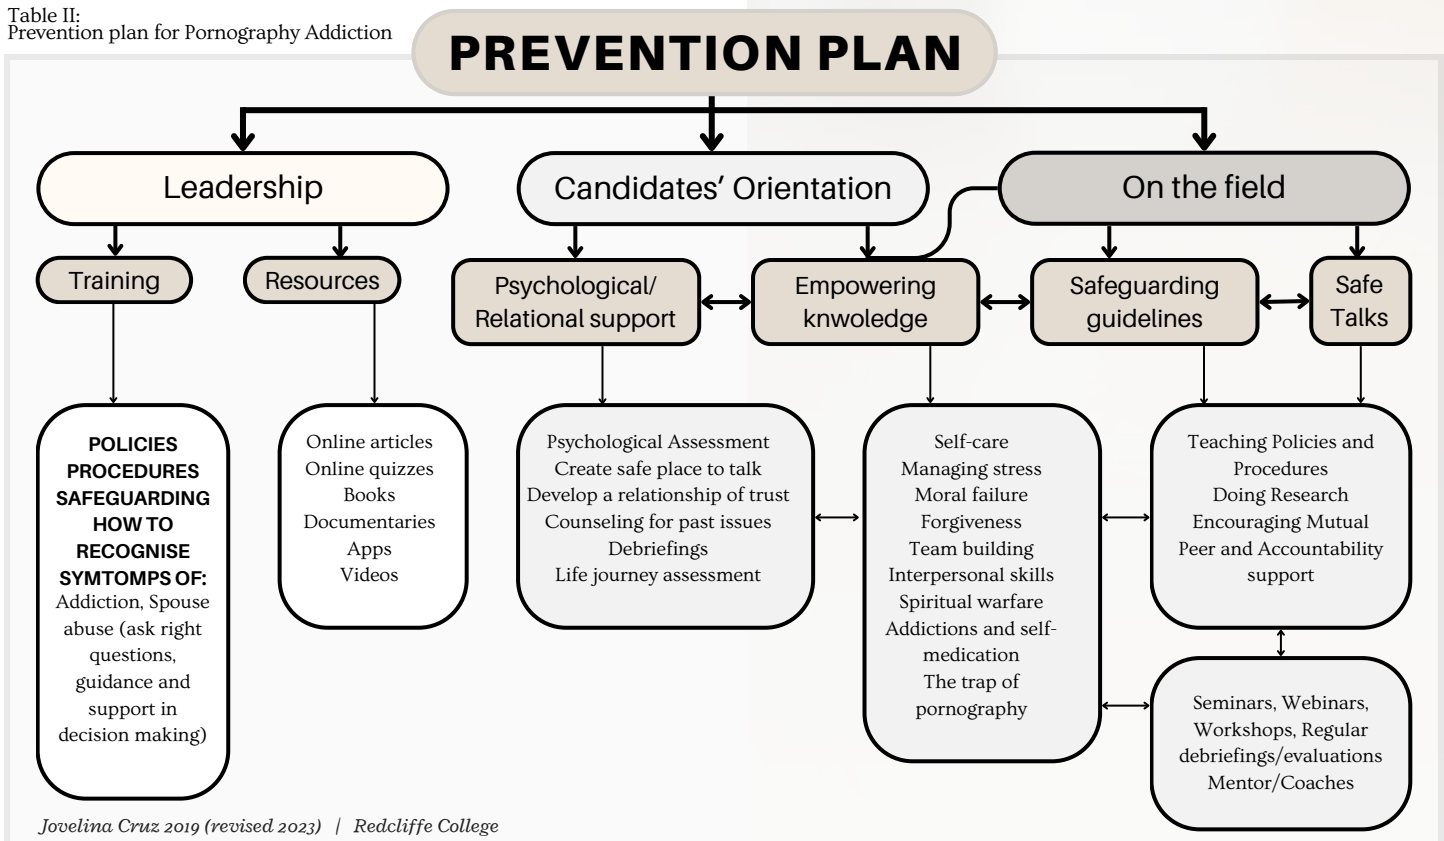 Table II:
Prevention plan for Pornography Addiction
PREVENTION PLAN
Leadership
Candidates' Orientation
On the field
Training
Resources
Psychological/
Relational support
Empowering
knwoledge
Safeguarding
guidelines
Safe
Talks
POLICIES
PROCEDURES
SAFEGUARDING
HOW TO
RECOGNISE
SYMTOMPS OF:
Addiction, Spouse
abuse (ask right
questions,
guidance and
support in
decision making)
Online articles
Online quizzes
Books
Documentaries
Apps
Videos
Psychological Assessment
Create safe place to talk
Develop a relationship of trust
Counseling for past issues
Debriefings
Life journey assessment
Self-care
Managing stress
Moral failure
Forgiveness
Team building
Interpersonal skills
Spiritual warfare
Addictions and self-
medication
The trap of
pornography
Teaching Policies and
Procedures
Doing Research
Encouraging Mutual
Peer and Accountability
support
Seminars, Webinars,
Workshops, Regular
debriefings/evaluations
Mentor/Coaches
Jovelina Cruz 2019 (revised 2023) | Redcliffe College